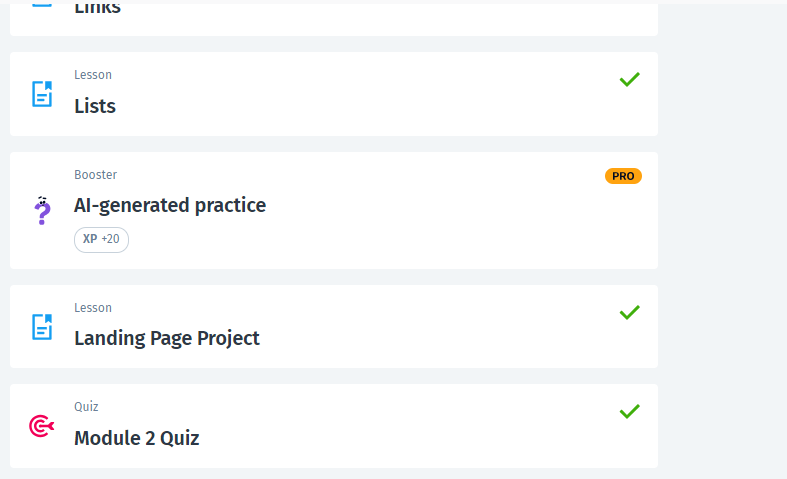 Links
Lesson
Lists
Booster
PRO
AI-generated practice
XP +20
Lesson
Landing Page Project
Quiz
Module 2 Quiz